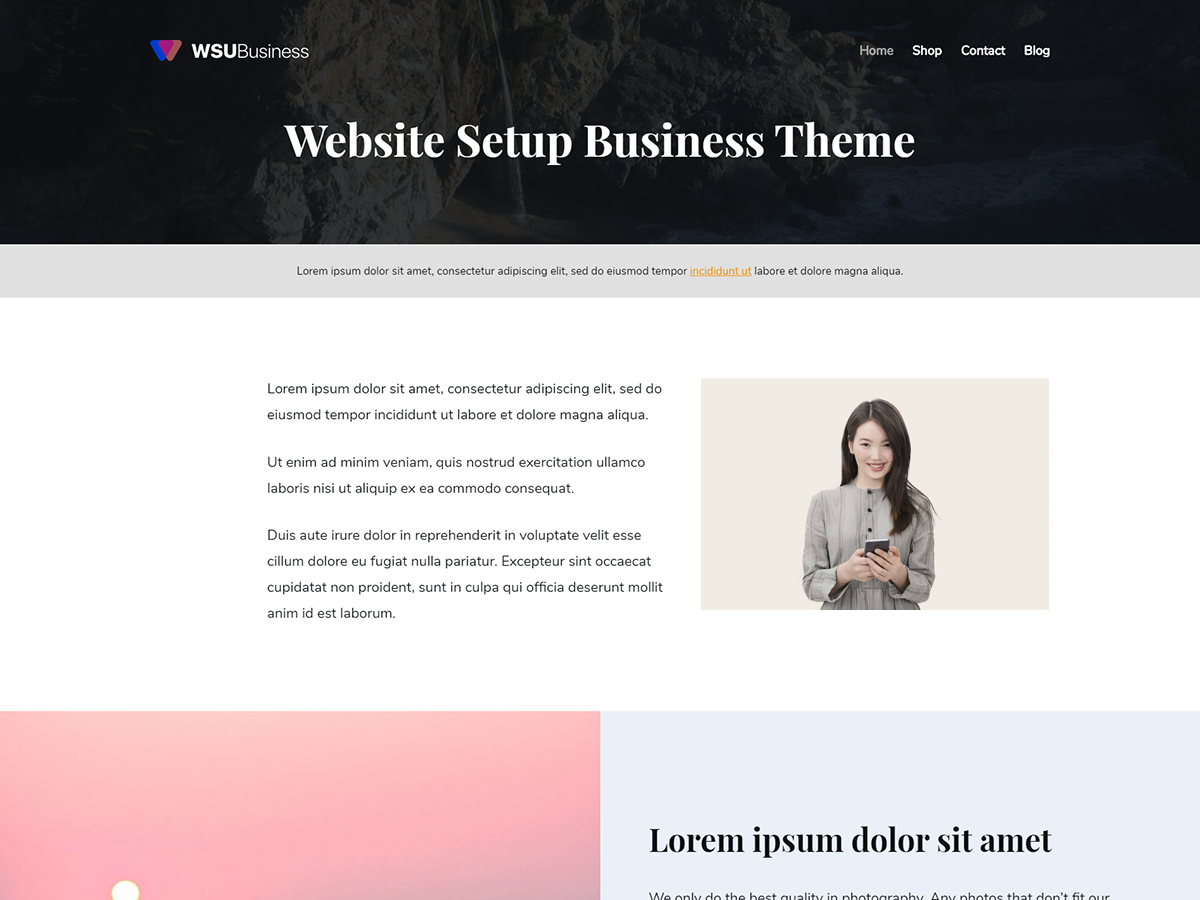 WSUBusiness
Home Shop Contact Blog
Website Setup Business Theme
Lorem ipsum dolor sit amet, consectetur adipiscing elit, sed do eiusmod tempor incididunt ut labore et dolore magna aliqua.
Lorem ipsum dolor sit amet, consectetur adipiscing elit, sed do
eiusmod tempor incididunt ut labore et dolore magna aliqua.
Ut enim ad minim veniam, quis nostrud exercitation ullamco
laboris nisi ut aliquip ex ea commodo consequat.
Duis aute irure dolor in reprehenderit in voluptate velit esse
cillum dolore eu fugiat nulla pariatur. Excepteur sint occaecat
cupidatat non proident, sunt in culpa qui officia deserunt mollit
anim id est laborum.
Lorem ipsum dolor sit amet
We only do the best quality in photography. Any photos that don’t fit our